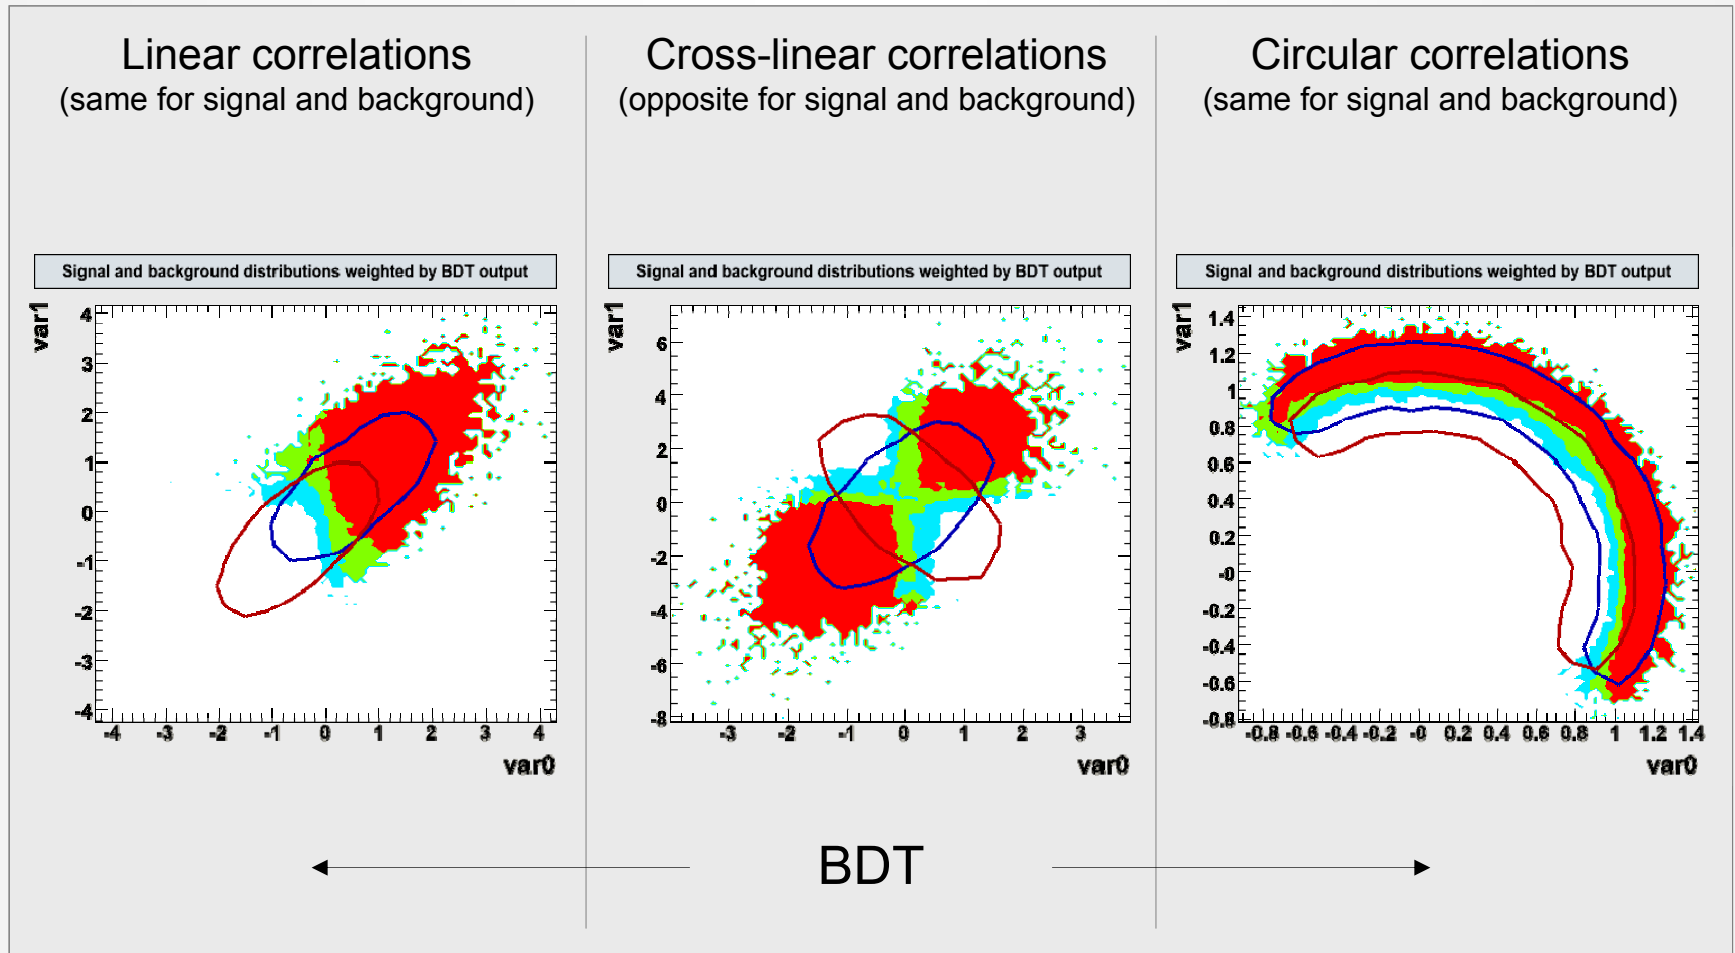 Linear correlations
(same for signal and background)
Signal and background distributions weighted by BDT output
var1
4
3
2
1
0
-1
-2
-3
-4
-4 -3 -2 -1 0 1 2 3 4
var0
Cross-linear correlations
(opposite for signal and background)
Signal and background distributions weighted by BDT output
var1
6
4
2
0
-2
-4
-6
-8
-3 -2 -1 0 1 2 3
var0
Circular correlations
(same for signal and background)
Signal and background distributions weighted by BDT output
var1
1.4
1.2
1
0.8
0.6
0.4
0.2
-0
-0.2
-0.4
-0.6
-0.8
-0.8 -0.6 -0.4 -0.2 -0 0.2 0.4 0.6 0.8 1 1.2 1.4
var0
BDT